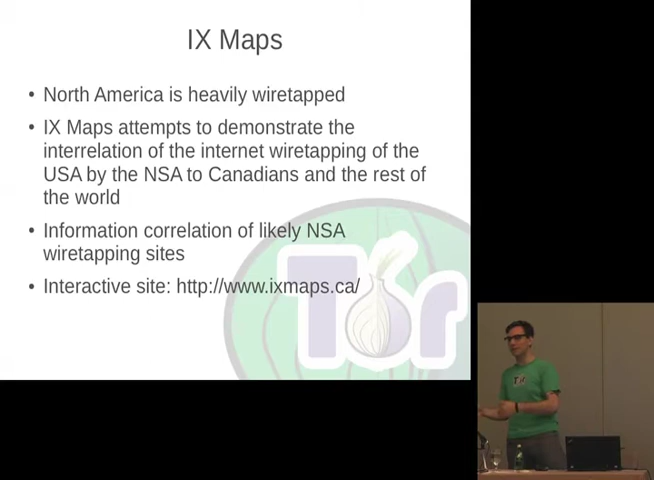 IX Maps
• North America is heavily wiretapped
• IX Maps attempts to demonstrate the
interrelation of the internet wiretapping of the
USA by the NSA to Canadians and the rest of
the world
• Information correlation of likely NSA
wiretapping sites
• Interactive site: http://www.ixmaps.ca/
Tor
Tor